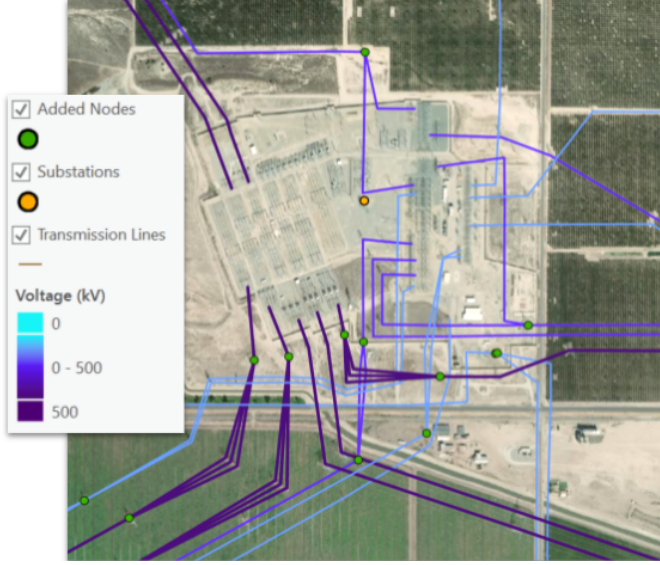 Added Nodes
Substations
Transmission Lines
Voltage (kV)
0
0 - 500
500